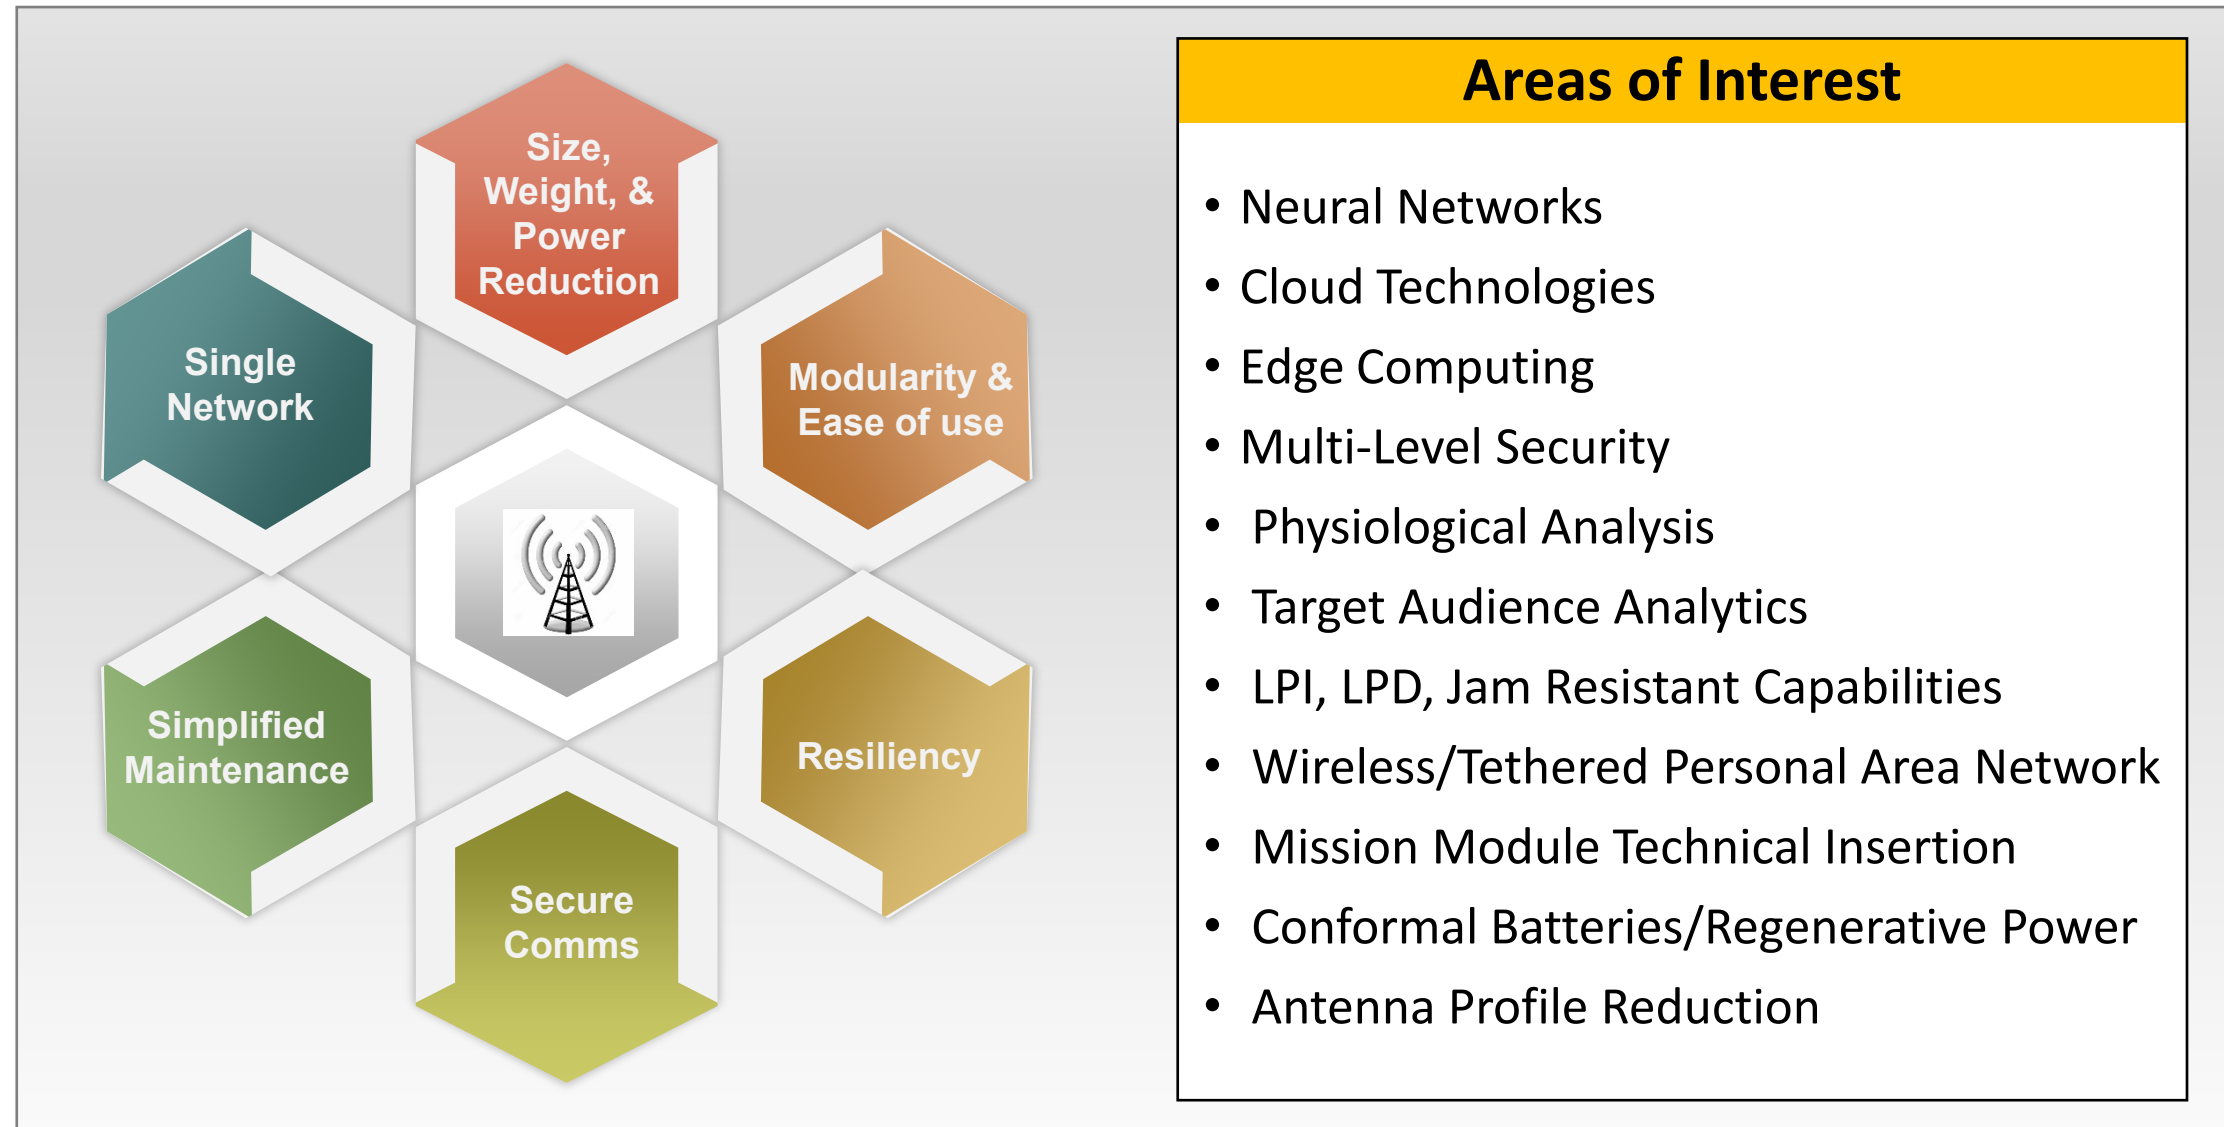 Size,
Weight, &
Power
Reduction
Single
Network
Modularity &
Ease of use
Simplified
Maintenance
Resiliency
Secure
Comms
Areas of Interest
• Neural Networks
• Cloud Technologies
• Edge Computing
• Multi-Level Security
• Physiological Analysis
• Target Audience Analytics
• LPI, LPD, Jam Resistant Capabilities
• Wireless/Tethered Personal Area Network
• Mission Module Technical Insertion
• Conformal Batteries/Regenerative Power
• Antenna Profile Reduction